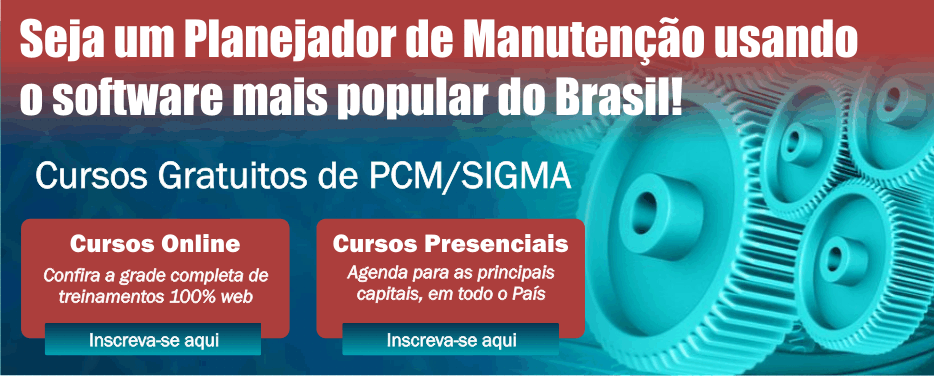 Seja um Planejador de Manutenção usando
o software mais popular do Brasil!
Cursos Gratuitos de PCM/SIGMA
Cursos Online
Confira a grade completa de
treinamentos 100% web
Inscreva-se aqui
Cursos Presenciais
Agenda para as principais
capitais, em todo o País
Inscreva-se aqui